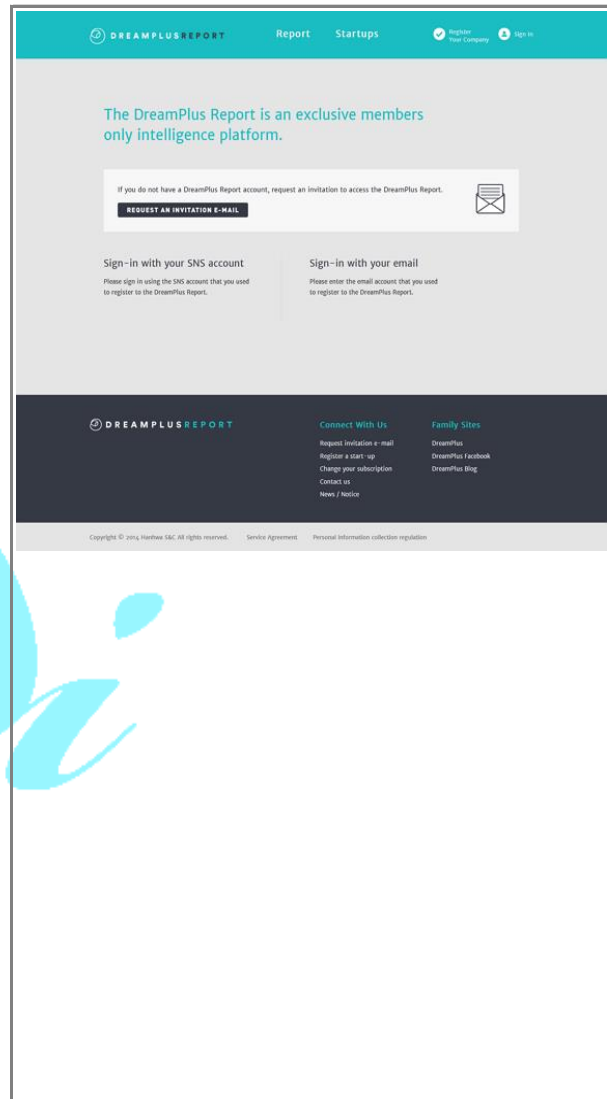 DREAMPLUSREPORT
Report
Startups
Register
Your Company
Sign in
The DreamPlus Report is an exclusive members
only intelligence platform.
If you do not have a DreamPlus Report account, request an invitation to access the DreamPlus Report.
REQUEST AN INVITATION E-MAIL
Sign-in with your SNS account
Please sign in using the SNS account that you used
to register to the DreamPlus Report.
Sign-in with your email
Please enter the email account that you used
to register to the DreamPlus Report.
DREAMPLUSREPORT
Connect With Us
Request invitation e-mail
Register a start-up
Change your subscription
Contact us
News / Notice
Family Sites
DreamPlus
DreamPlus Facebook
DreamPlus Blog
Copyright © 2014 Hanhwa S&C All rights reserved.
Service Agreement
Personal Information collection regulation